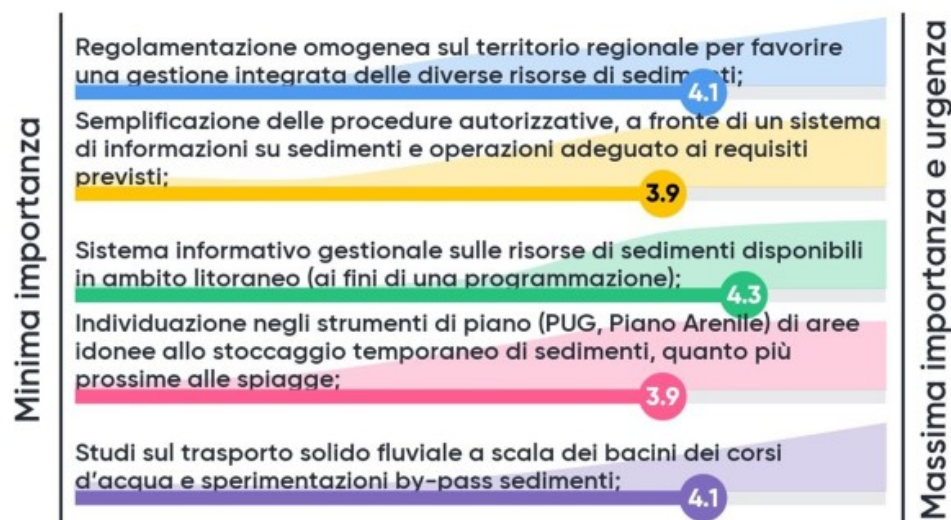 Minima importanza
Regolamentazione omogenea sul territorio regionale per favorire
una gestione integrata delle diverse risorse di sedimenti;
4.1
Semplificazione delle procedure autorizzative, a fronte di un sistema
di informazioni su sedimenti e operazioni adeguato ai requisiti
previsti;
3.9
Sistema informativo gestionale sulle risorse di sedimenti disponibili
in ambito litoraneo (ai fini di una programmazione);
4.3
Individuazione negli strumenti di piano (PUG, Piano Arenile) di aree
idonee allo stoccaggio temporaneo di sedimenti, quanto più
prossime alle spiagge;
3.9
Studi sul trasporto solido fluviale a scala dei bacini dei corsi
d'acqua e sperimentazioni by-pass sedimenti;
4.1
Massima importanza e urgenza